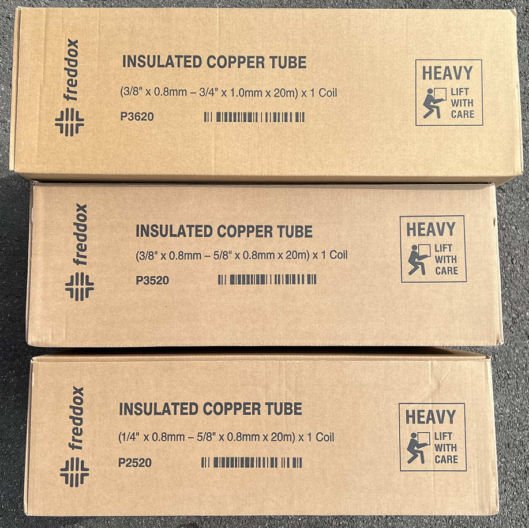 freddox
INSULATED COPPER TUBE
(3/8" x 0.8mm – 3/4" x 1.0mm x 20m) x 1 Coil
P3620
HEAVY
LIFT
WITH
CARE
freddox
INSULATED COPPER TUBE
(3/8" x 0.8mm – 5/8" x 0.8mm x 20m) x 1 Coil
P3520
HEAVY
LIFT
WITH
CARE
freddox
INSULATED COPPER TUBE
(1/4" x 0.8mm – 5/8" x 0.8mm x 20m) x 1 Coil
P2520
HEAVY
LIFT
WITH
CARE